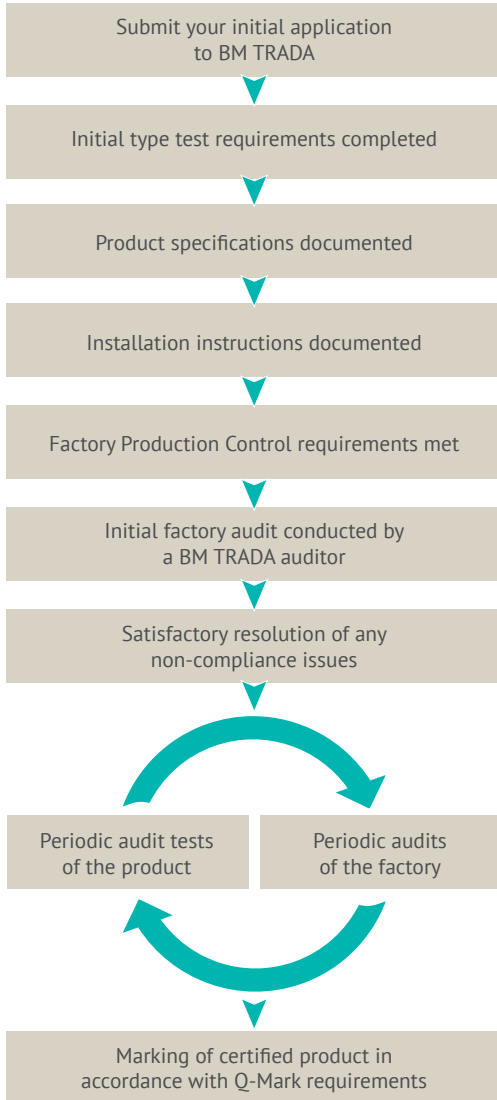 Submit your initial application
to BM TRADA
Initial type test requirements completed
Product specifications documented
Installation instructions documented
Factory Production Control requirements met
Initial factory audit conducted by
a BM TRADA auditor
Satisfactory resolution of any
non-compliance issues
Periodic audit tests
of the product
Periodic audits
of the factory
Marking of certified product in
accordance with Q-Mark requirements